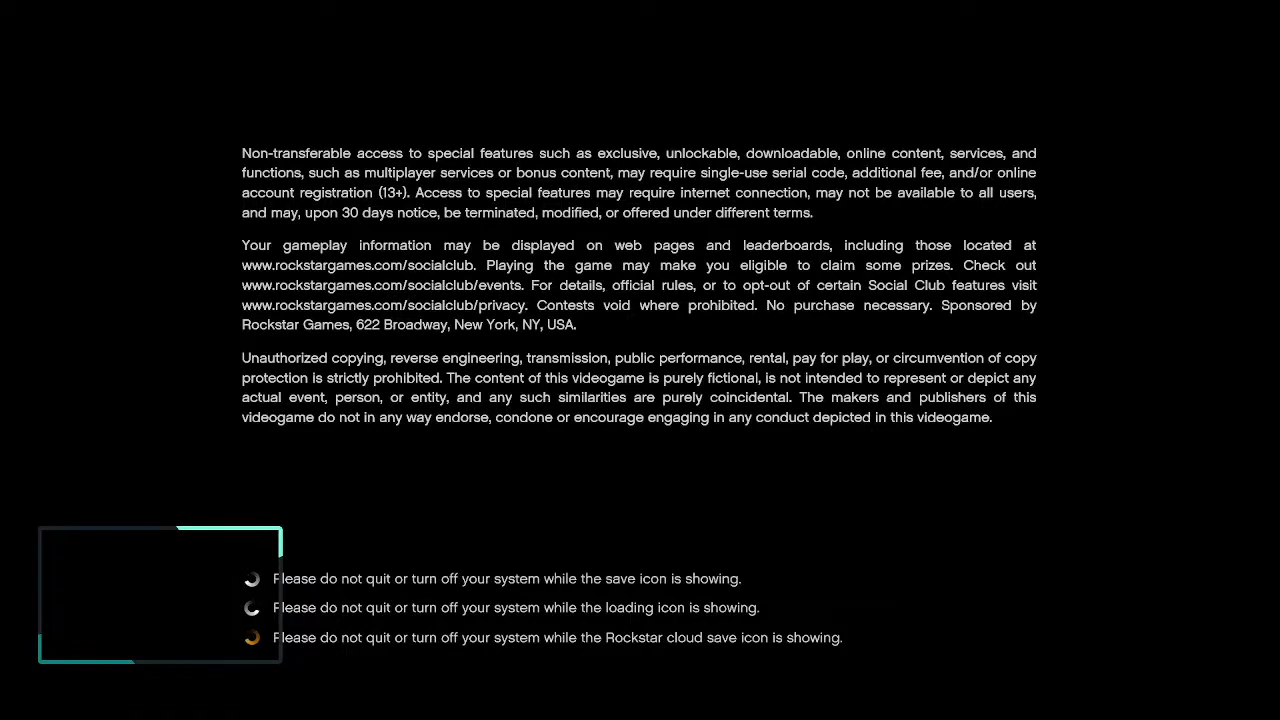 Non-transferable access to special features such as exclusive, unlockable, downloadable, online content, services, and
functions, such as multiplayer services or bonus content, may require single-use serial code, additional fee, and/or online
account registration (13+). Access to special features may require internet connection, may not be available to all users,
and may, upon 30 days notice, be terminated, modified, or offered under different terms.
Your gameplay information may be displayed on web pages and leaderboards, including those located at
www.rockstargames.com/socialclub. Playing the game may make you eligible to claim some prizes. Check out
www.rockstargames.com/socialclub/events. For details, official rules, or to opt-out of certain Social Club features visit
www.rockstargames.com/socialclub/privacy. Contests void where prohibited. No purchase necessary. Sponsored by
Rockstar Games, 622 Broadway, New York, NY, USA.
Unauthorized copying, reverse engineering, transmission, public performance, rental, pay for play, or circumvention of copy
protection is strictly prohibited. The content of this videogame is purely fictional, is not intended to represent or depict any
actual event, person, or entity, and any such similarities are purely coincidental. The makers and publishers of this
videogame do not in any way endorse, condone or encourage engaging in any conduct depicted in this videogame.
Please do not quit or turn off your system while the save icon is showing.
Please do not quit or turn off your system while the loading icon is showing.
Please do not quit or turn off your system while the Rockstar cloud save icon is showing.